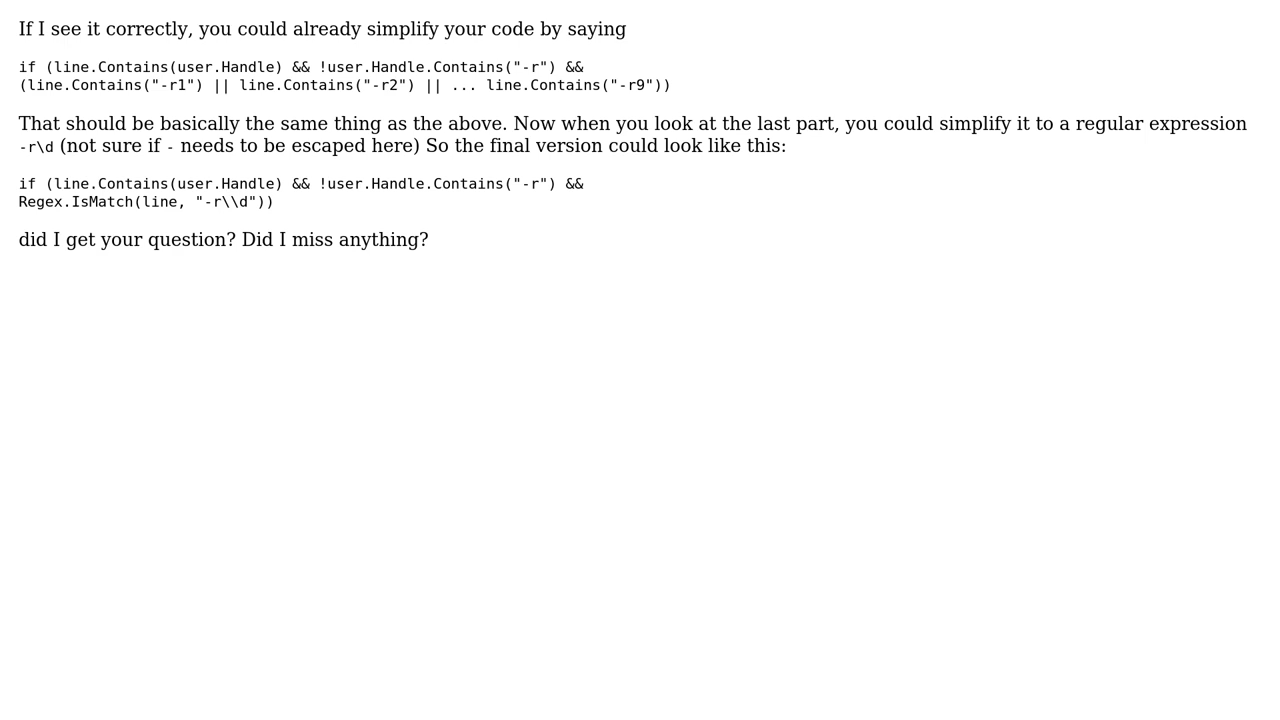 If I see it correctly, you could already simplify your code by saying
if (line.Contains(user.Handle) && !user.Handle.Contains("-r") &&
(line.Contains("-r1") || line.Contains("-r2") || ... line.Contains("-r9"))
That should be basically the same thing as the above. Now when you look at the last part, you could simplify it to a regular expression
-r\d (not sure if - needs to be escaped here) So the final version could look like this:
if (line.Contains(user.Handle) && !user.Handle.Contains("-r") &&
Regex.IsMatch(line, "-r\\d"))
did I get your question? Did I miss anything?